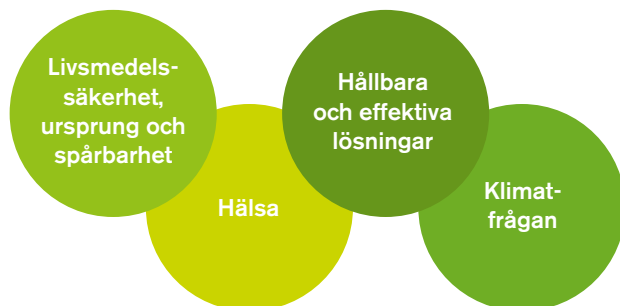 Livsmedels-
säkerhet,
ursprung och
spårbarhet
Hälsa
Hållbara
och effektiva
lösningar
Klimat-
frågan